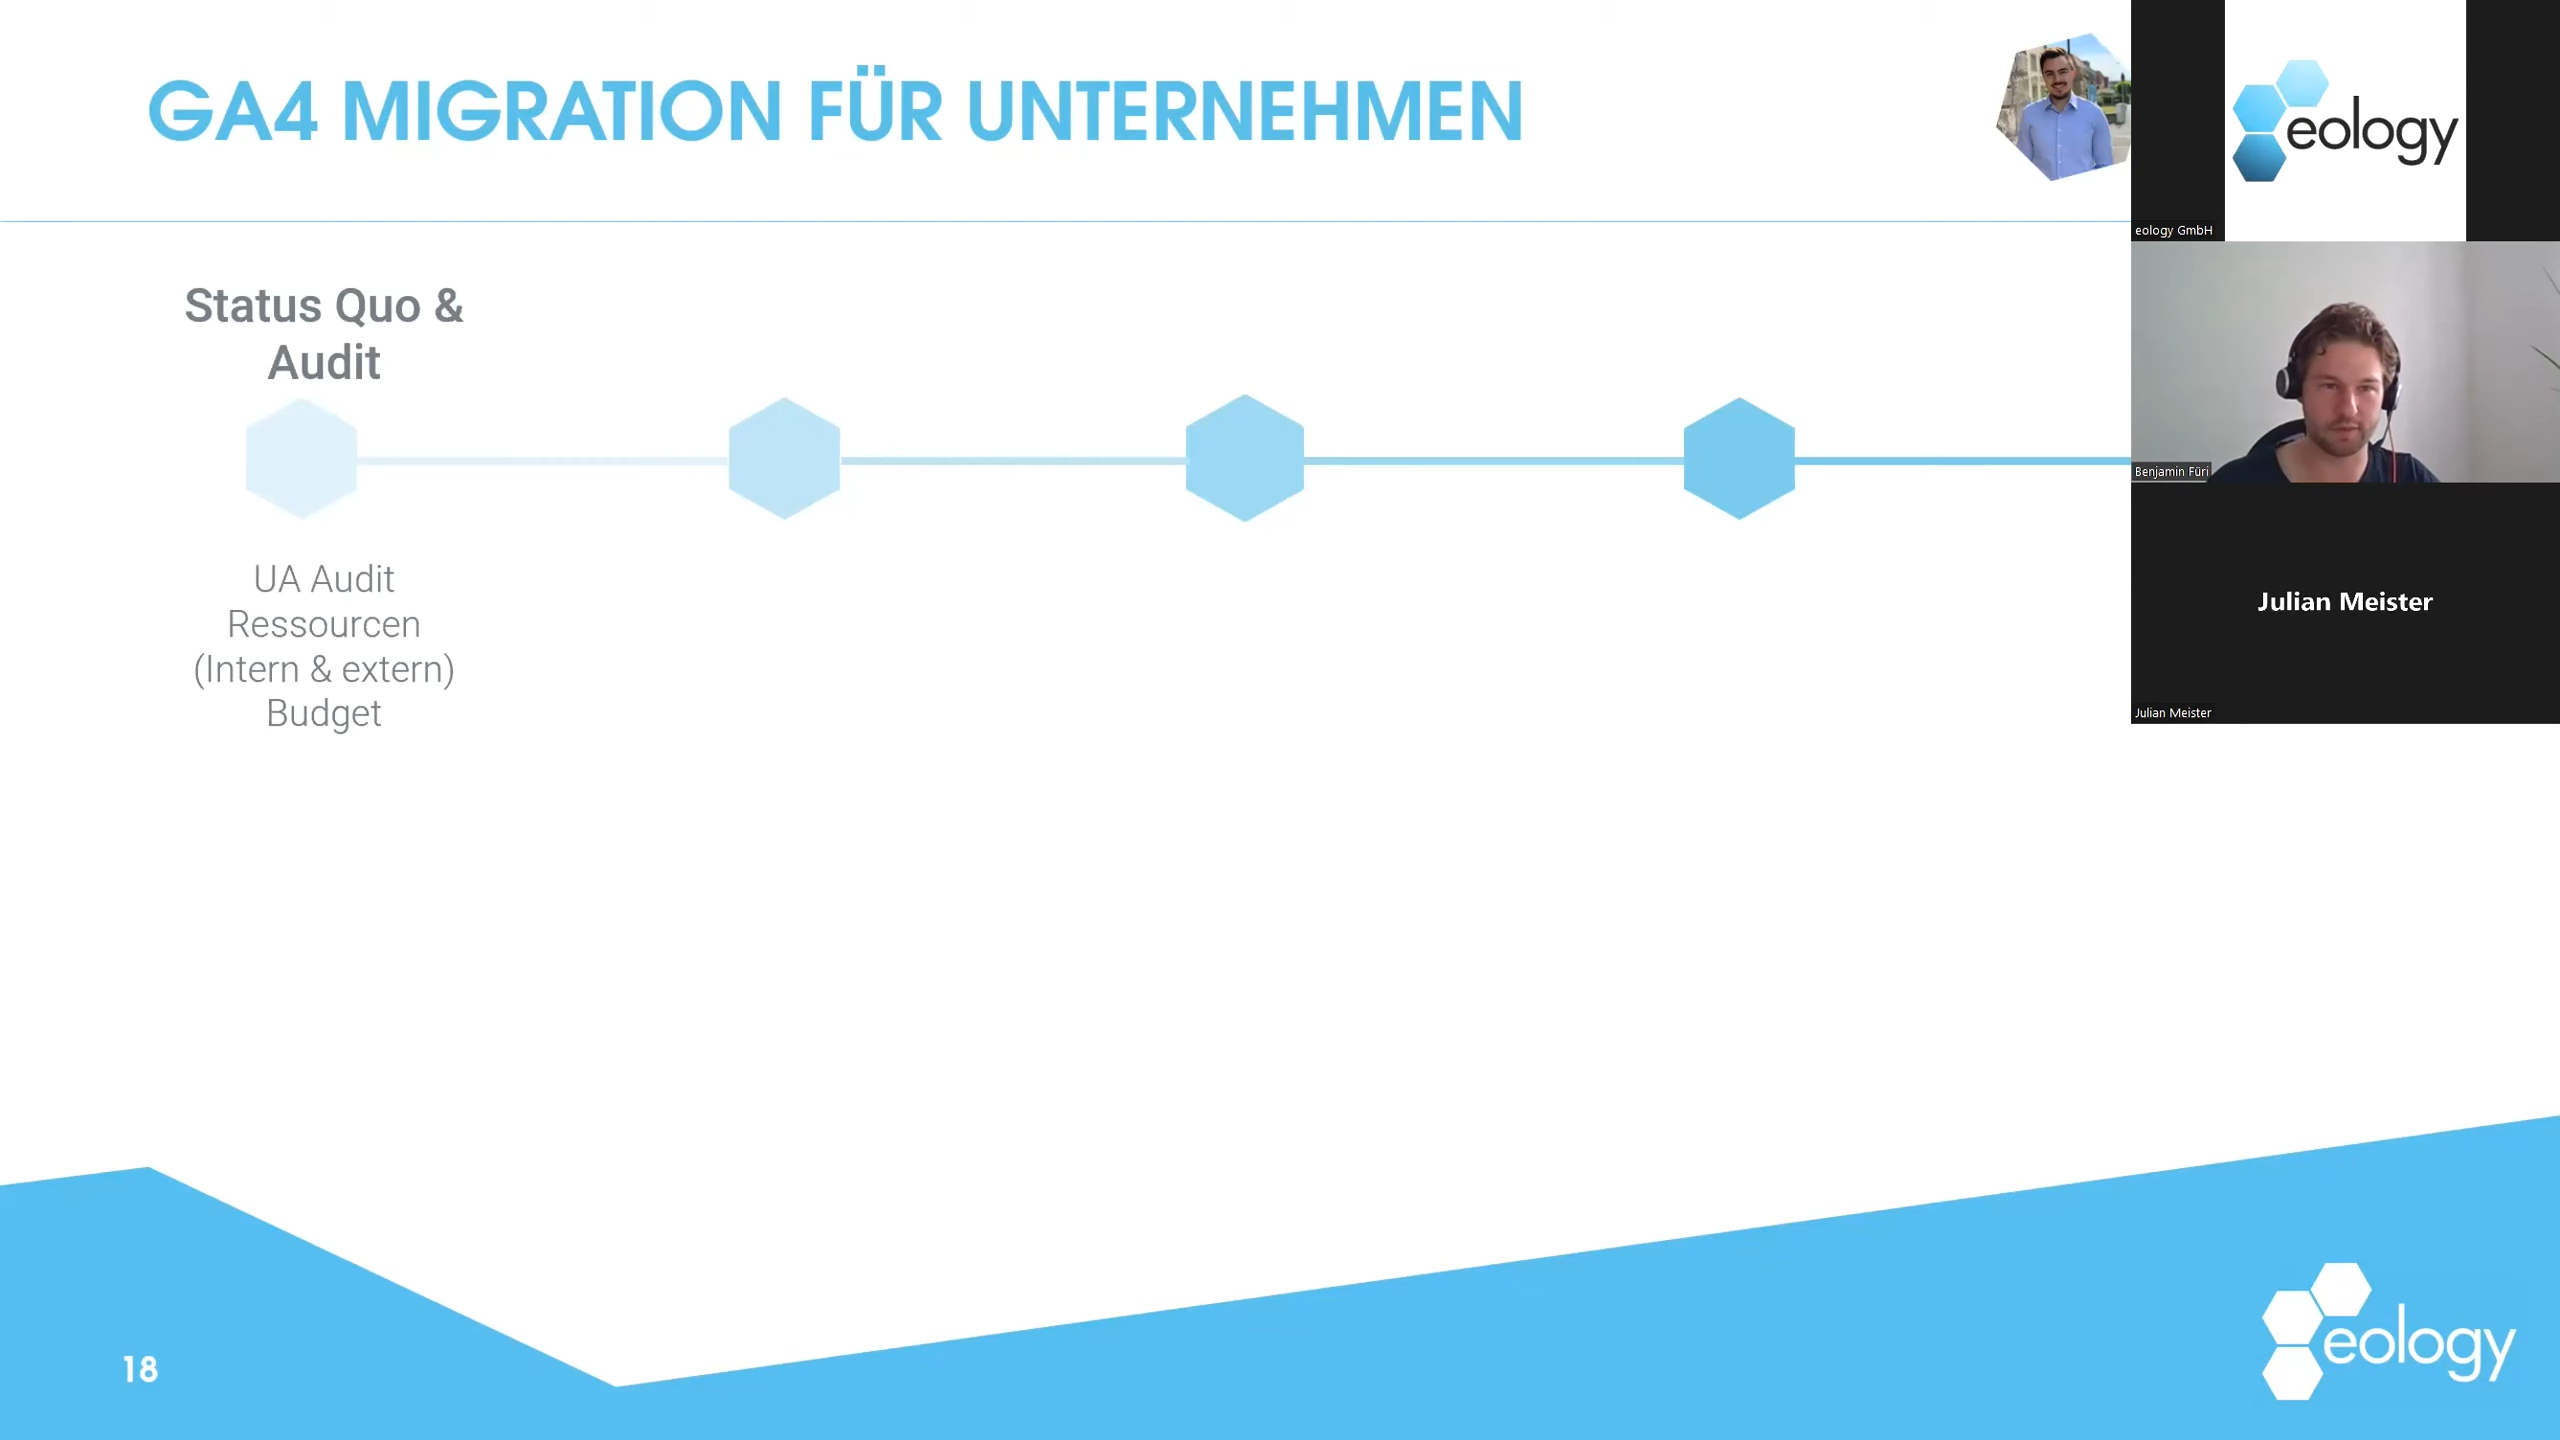 GA4 MIGRATION FÜR UNTERNEHMEN
eology
eology GmbH
Status Quo &
Audit
Benjamin Füri
UA Audit
Ressourcen
(Intern & extern)
Budget
Julian Meister
Julian Meister
18
eology